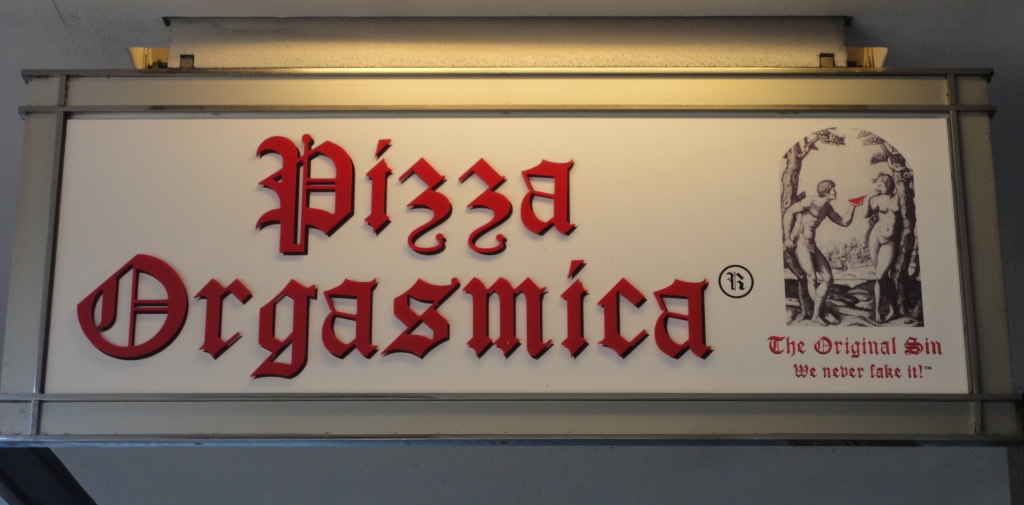 Pizza
Orgasmica ®
The Original Sin
We never fake it!™